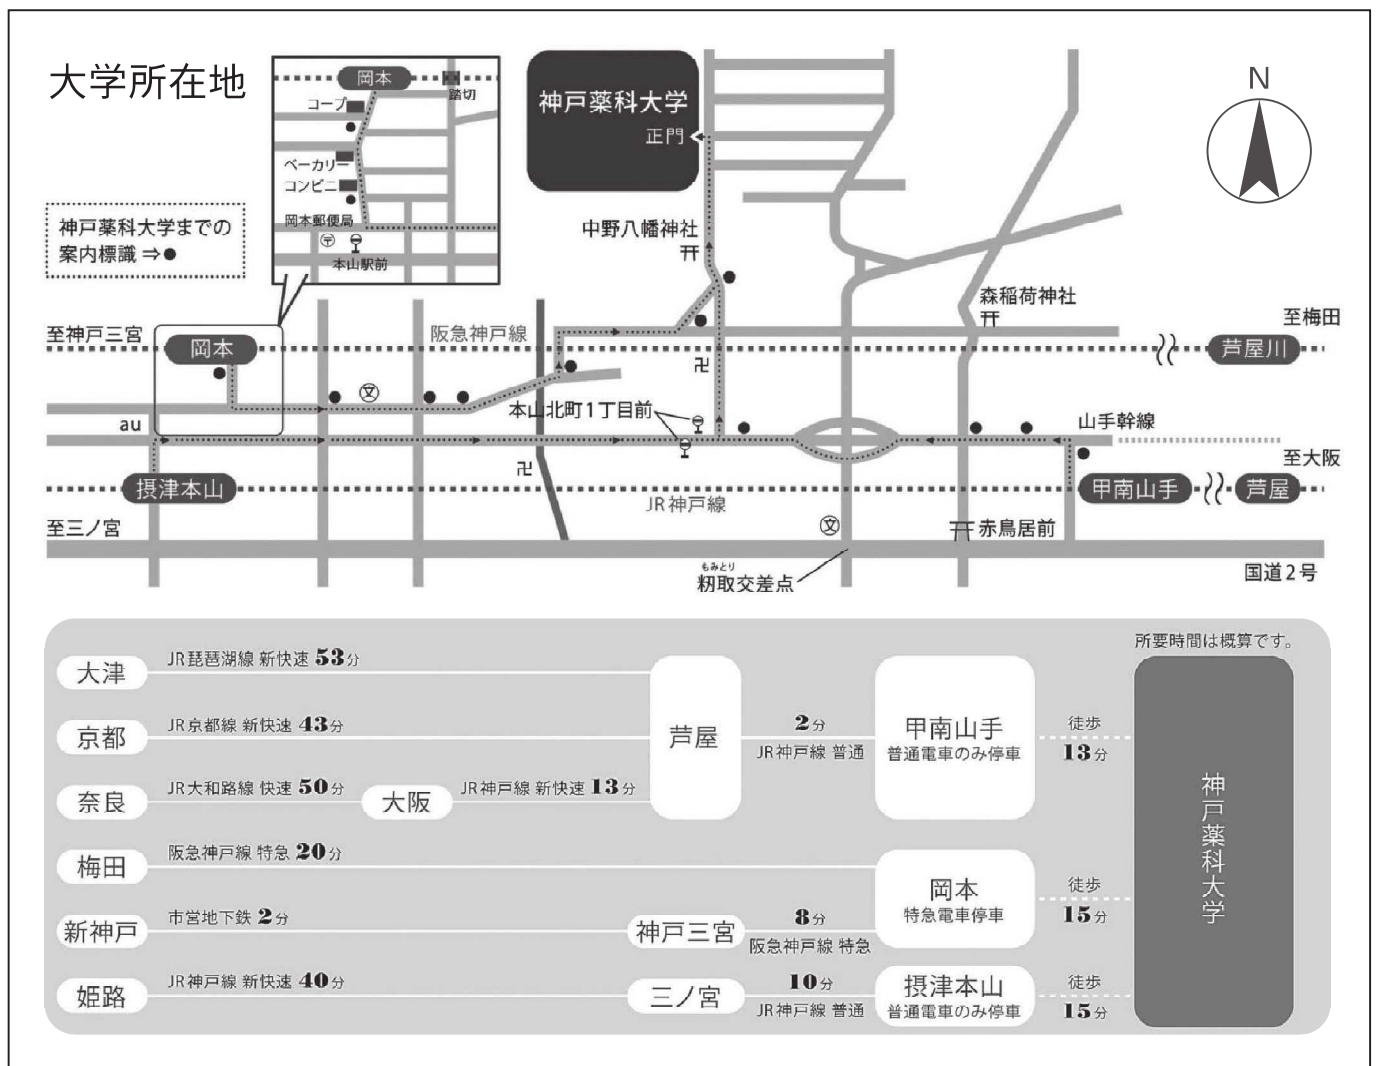 大学所在地
岡本
踏切
コープ
ベーカリー
コンビニ
岡本郵便局
〒
本山駅前
神戸薬科大学
正門
N
神戸薬科大学までの
案内標識 ⇒●
中野八幡神社
森稲荷神社
至神戸三宮
岡本
阪急神戸線
至梅田
芦屋川
文
卍
au
本山北町1丁目前
山手幹線
卍
至大阪
摂津本山
JR神戸線
甲南山手
芦屋
至三ノ宮
文
赤鳥居前
もみとり
籾取交差点
国道2号
所要時間は概算です。
大津
JR琵琶湖線 新快速 53分
京都
JR京都線 新快速 43分
奈良
JR大和路線 快速 50分
大阪
JR神戸線 新快速 13分
芦屋
2分
JR神戸線 普通
甲南山手
普通電車のみ停車
徒歩
13分
梅田
阪急神戸線 特急 20分
岡本
特急電車停車
徒歩
15分
新神戸
市営地下鉄 2分
神戸三宮
8分
阪急神戸線 特急
姫路
JR神戸線 新快速 40分
三ノ宮
10分
JR神戸線 普通
摂津本山
普通電車のみ停車
徒歩
15分
神戸薬科大学